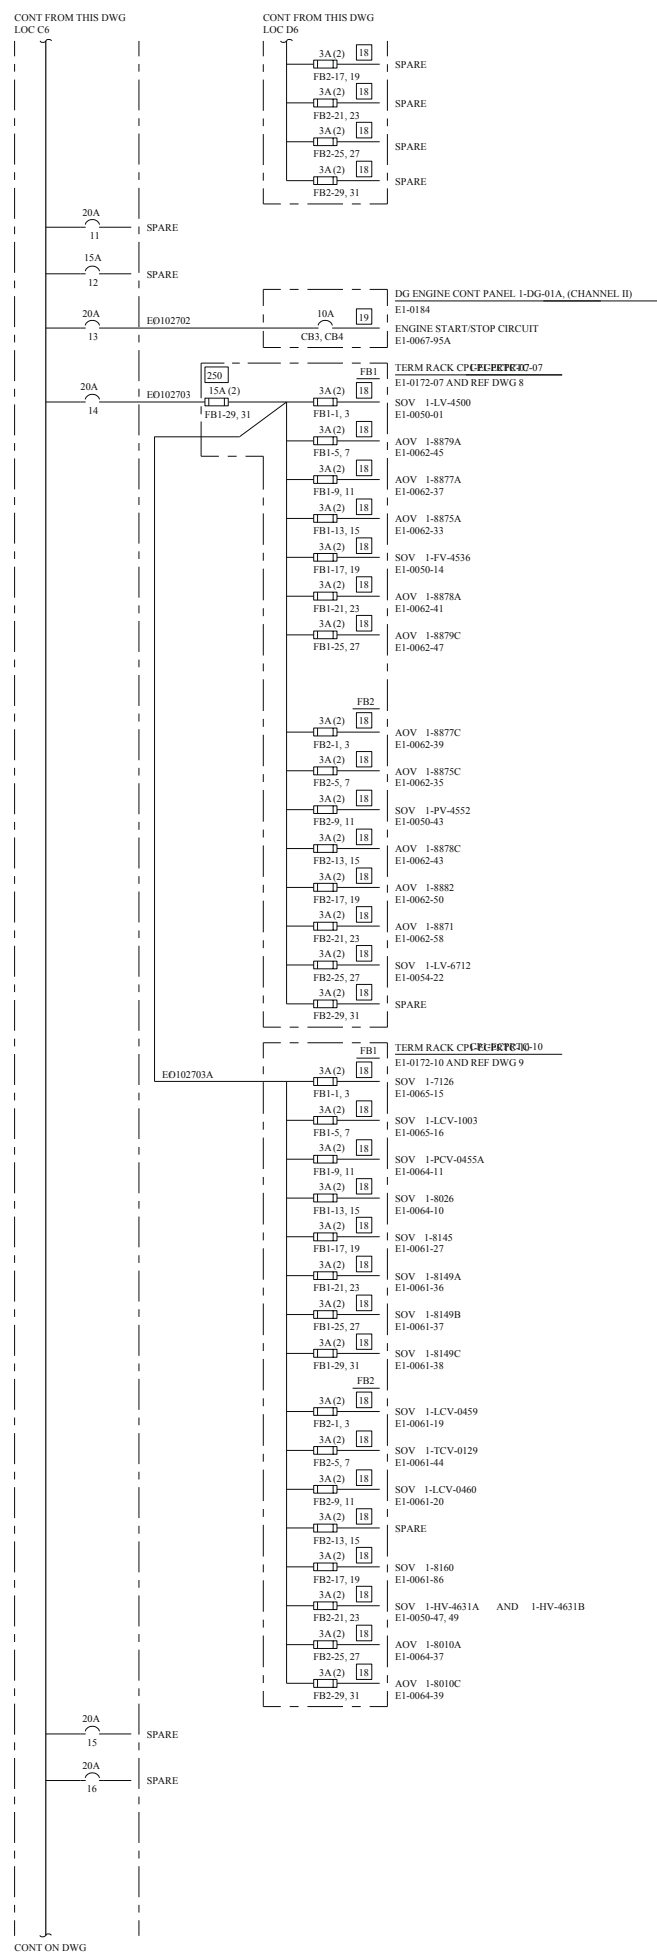 CONT FROM THIS DWG
LOC C6
CONT FROM THIS DWG
LOC D6
3A (2) 18
SPARE
FB2-17, 19
3A (2) 18
SPARE
FB2-21, 23
3A (2) 18
SPARE
FB2-25, 27
3A (2) 18
SPARE
FB2-29, 31
20A
SPARE
11
15A
SPARE
12
DG ENGINE CONT PANEL 1-DG-01A, (CHANNEL II)
E1-0184
20A
EO102702
10A 19
ENGINE START/STOP CIRCUIT
13
CB3, CB4
E1-0067-95A
TERM RACK
E1-0172-07 AND REF DWG 8
250
FB1
20A
EO102703
15A (2)
3A (2) 18
SOV 1-LV-4500
14
FB1-29, 31
FB1-1, 3
E1-0050-01
3A (2) 18
AOV 1-8879A
FB1-5, 7
E1-0062-45
3A (2) 18
AOV 1-8877A
FB1-9, 11
E1-0062-37
3A (2) 18
AOV 1-8875A
FB1-13, 15
E1-0062-33
3A (2) 18
SOV 1-FV-4536
FB1-17, 19
E1-0050-14
3A (2) 18
AOV 1-8878A
FB1-21, 23
E1-0062-41
3A (2) 18
AOV 1-8879C
FB1-25, 27
E1-0062-47
FB2
3A (2) 18
AOV 1-8877C
FB2-1, 3
E1-0062-39
3A (2) 18
AOV 1-8875C
FB2-5, 7
E1-0062-35
3A (2) 18
SOV 1-PV-4552
FB2-9, 11
E1-0050-43
3A (2) 18
AOV 1-8878C
FB2-13, 15
E1-0062-43
3A (2) 18
AOV 1-8882
FB2-17, 19
E1-0062-50
3A (2) 18
AOV 1-8871
FB2-21, 23
E1-0062-58
3A (2) 18
SOV 1-LV-6712
FB2-25, 27
E1-0054-22
3A (2) 18
SPARE
FB2-29, 31
TERM RACK
E1-0172-10 AND REF DWG 9
FB1
EO102703A
3A (2) 18
SOV 1-7126
FB1-1, 3
E1-0065-15
3A (2) 18
SOV 1-LCV-1003
FB1-5, 7
E1-0065-16
3A (2) 18
SOV 1-PCV-0455A
FB1-9, 11
E1-0064-11
3A (2) 18
SOV 1-8026
FB1-13, 15
E1-0064-10
3A (2) 18
SOV 1-8145
FB1-17, 19
E1-0061-27
3A (2) 18
SOV 1-8149A
FB1-21, 23
E1-0061-36
3A (2) 18
SOV 1-8149B
FB1-25, 27
E1-0061-37
3A (2) 18
SOV 1-8149C
FB1-29, 31
E1-0061-38
FB2
3A (2) 18
SOV 1-LCV-0459
FB2-1, 3
E1-0061-19
3A (2) 18
SOV 1-TCV-0129
FB2-5, 7
E1-0061-44
3A (2) 18
SOV 1-LCV-0460
FB2-9, 11
E1-0061-20
3A (2) 18
SPARE
FB2-13, 15
3A (2) 18
SOV 1-8160
FB2-17, 19
E1-0061-86
3A (2) 18
SOV 1-HV-4631A AND 1-HV-4631B
FB2-21, 23
E1-0050-47, 49
3A (2) 18
AOV 1-8010A
FB2-25, 27
E1-0064-37
3A (2) 18
AOV 1-8010C
FB2-29, 31
E1-0064-39
20A
SPARE
15
20A
SPARE
16
CONT ON DWG